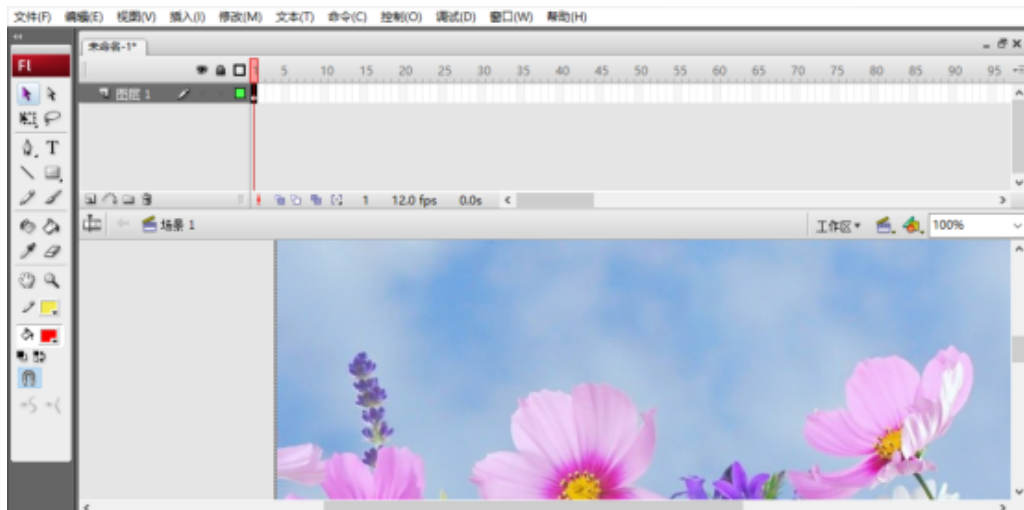 文件(F) 编辑(E) 视图(V) 插入(I) 修改(M) 文本(T) 命令(C) 控制(O) 调试(D) 窗口(W) 帮助(H)
未命名-1*
Fl
5 10 15 20 25 30 35 40 45 50 55 60 65 70 75 80 85 90 95
图层 1
1 12.0 fps 0.0s
场景 1 工作区 100%